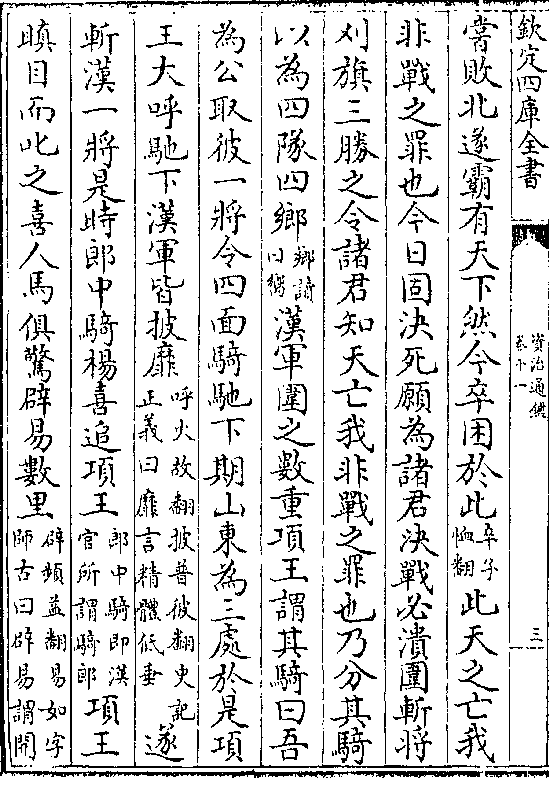 欽定四庫全書
資治通鑑
卷十一
三
嘗敗北遂霸有天下然今卒困於此卒子恤翻此天之亡我
非戰之罪也今日固決死願為諸君決戰必潰圍斬將
刈旗三勝之令諸君知天亡我非戰之罪也乃分其騎
以為四隊四鄉鄉讀曰嚮漢軍圍之數重項王謂其騎曰吾
為公取彼一將令四面騎馳下期山東為三處於是項
王大呼馳下漢軍皆披靡呼火故翻披普彼翻史記正義曰靡言精體低垂遂
斬漢一將是時郎中騎楊喜追項王郎中騎即漢官所謂騎郎項王
瞋目而叱之喜人馬俱驚辟易數里辟頻益翻易如字師古曰辟易謂開